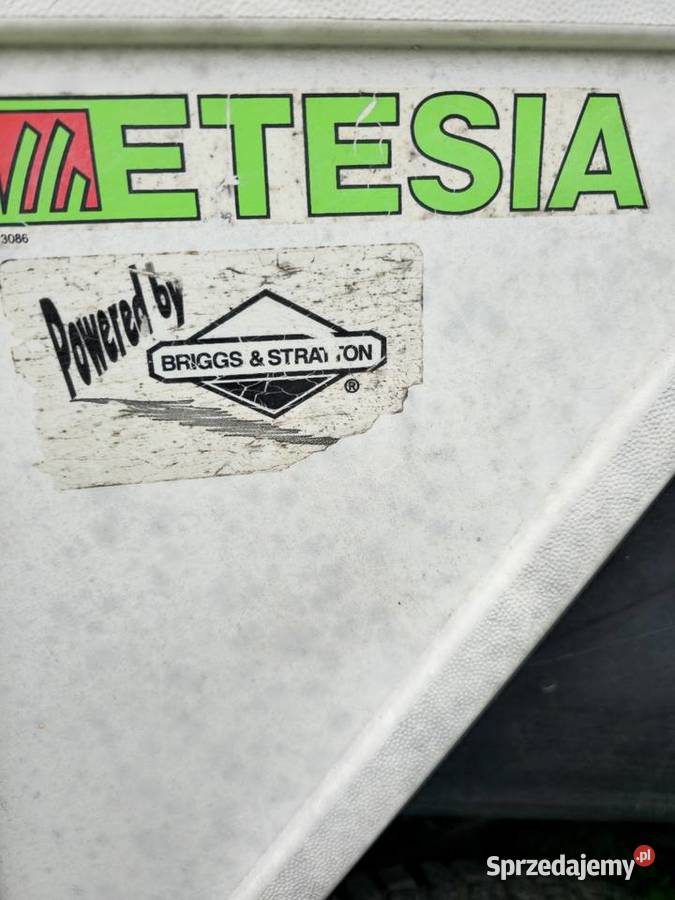 ETESIA
3086
Powered by
BRIGGS & STRATTON
®
Sprzedajemy.pl